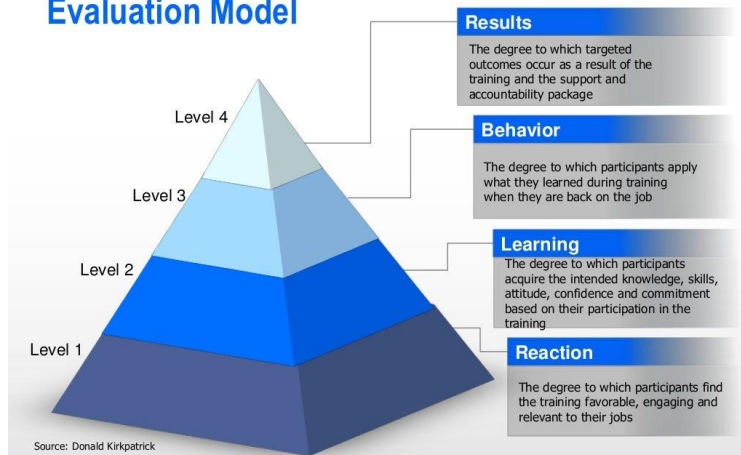 Evaluation Model
Results
The degree to which targeted
outcomes occur as a result of the
training and the support and
accountability package
Level 4
Behavior
The degree to which participants apply
what they learned during training
when they are back on the job
Level 3
Learning
The degree to which participants
acquire the intended knowledge, skills,
attitude, confidence and commitment
based on their participation in the
training
Level 2
Reaction
The degree to which participants find
the training favorable, engaging and
relevant to their jobs
Level 1
Source: Donald Kirkpatrick